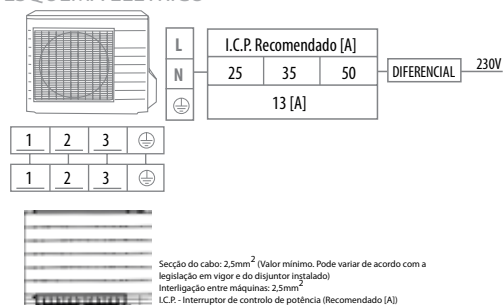 ESQUEMA ELÉTRICO
L
I.C.P. Recomendado [A]
N
25 35 50
DIFERENCIAL
230V
13 [A]
1 2 3
1 2 3
Secção do cabo: 2,5mm² (Valor mínimo. Pode variar de acordo com a
legislação em vigor e do disjuntor instalado)
Interligação entre máquinas: 2,5mm²
I.C.P. - Interruptor de controlo de potência (Recomendado [A])